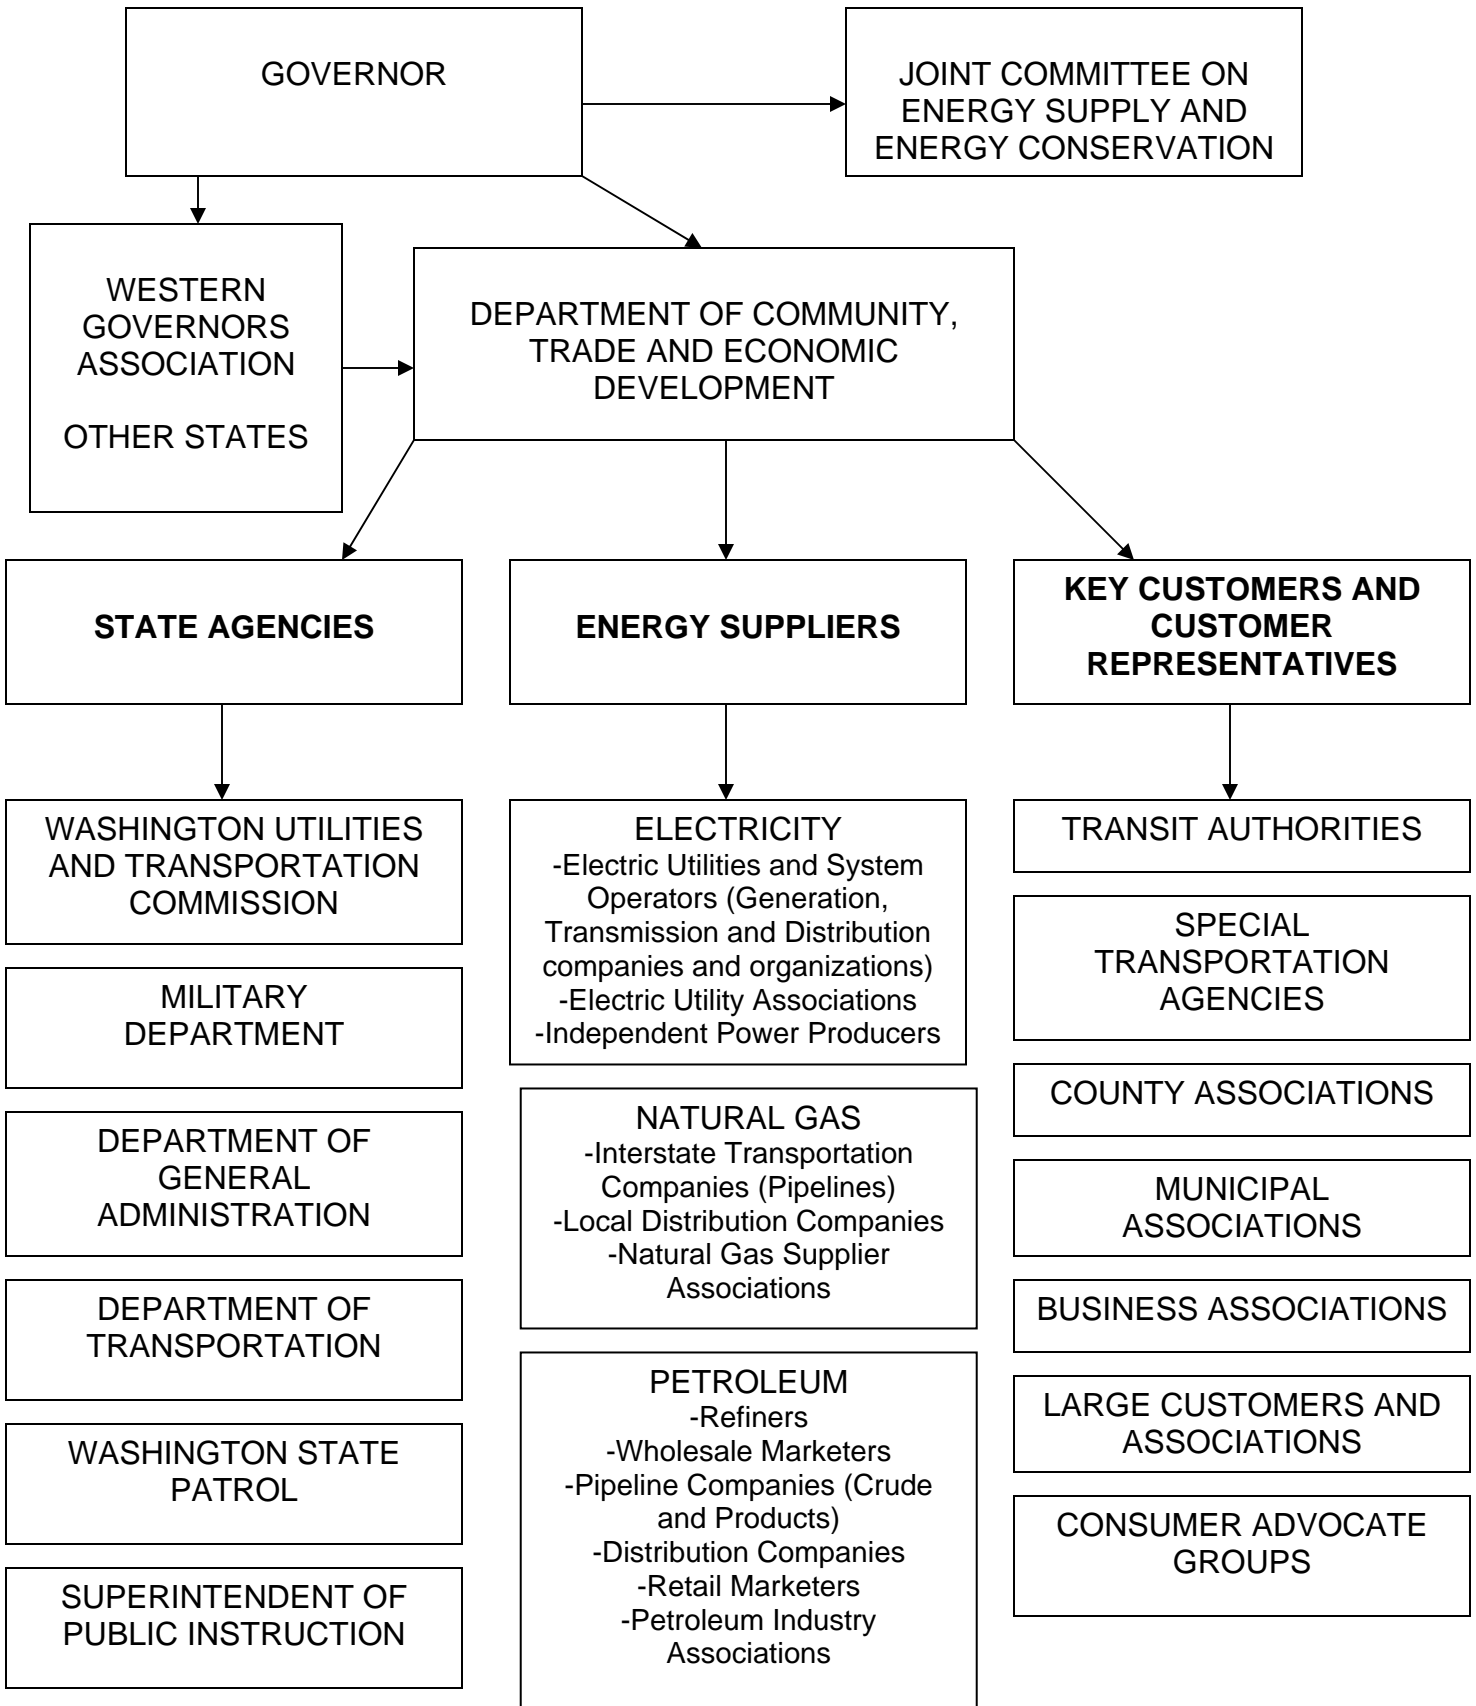 GOVERNOR
JOINT COMMITTEE ON
ENERGY SUPPLY AND
ENERGY CONSERVATION
WESTERN
GOVERNORS
ASSOCIATION
OTHER STATES
DEPARTMENT OF COMMUNITY,
TRADE AND ECONOMIC
DEVELOPMENT
STATE AGENCIES
ENERGY SUPPLIERS
KEY CUSTOMERS AND
CUSTOMER
REPRESENTATIVES
WASHINGTON UTILITIES
AND TRANSPORTATION
COMMISSION
MILITARY
DEPARTMENT
DEPARTMENT OF
GENERAL
ADMINISTRATION
DEPARTMENT OF
TRANSPORTATION
WASHINGTON STATE
PATROL
SUPERINTENDENT OF
PUBLIC INSTRUCTION
ELECTRICITY
-Electric Utilities and System
Operators (Generation,
Transmission and Distribution
companies and organizations)
-Electric Utility Associations
-Independent Power Producers
NATURAL GAS
-Interstate Transportation
Companies (Pipelines)
-Local Distribution Companies
-Natural Gas Supplier
Associations
PETROLEUM
-Refiners
-Wholesale Marketers
-Pipeline Companies (Crude
and Products)
-Distribution Companies
-Retail Marketers
-Petroleum Industry
Associations
TRANSIT AUTHORITIES
SPECIAL
TRANSPORTATION
AGENCIES
COUNTY ASSOCIATIONS
MUNICIPAL
ASSOCIATIONS
BUSINESS ASSOCIATIONS
LARGE CUSTOMERS AND
ASSOCIATIONS
CONSUMER ADVOCATE
GROUPS